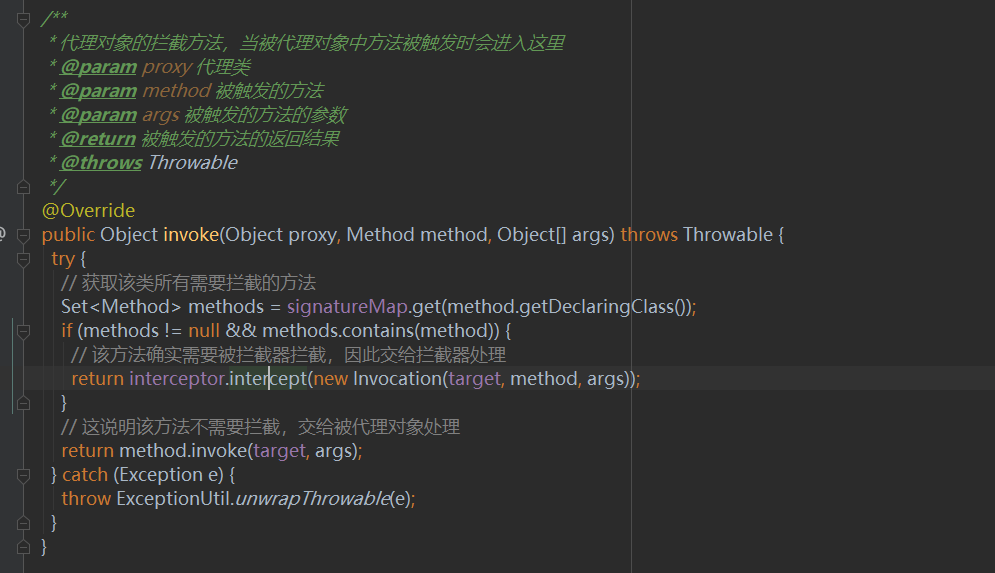 /**
* 代理对象的拦截方法，当被代理对象中方法被触发时会进入这里
* @param proxy 代理类
* @param method 被触发的方法
* @param args 被触发的方法的参数
* @return 被触发的方法的返回结果
* @throws Throwable
*/
@Override
public Object invoke(Object proxy, Method method, Object[] args) throws Throwable {
try {
// 获取该类所有需要拦截的方法
Set<Method> methods = signatureMap.get(method.getDeclaringClass());
if (methods != null && methods.contains(method)) {
// 该方法确实需要被拦截器拦截，因此交给拦截器处理
return interceptor.intercept(new Invocation(target, method, args));
}
// 这说明该方法不需要拦截，交给被代理对象处理
return method.invoke(target, args);
} catch (Exception e) {
throw ExceptionUtil.unwrapThrowable(e);
}
}